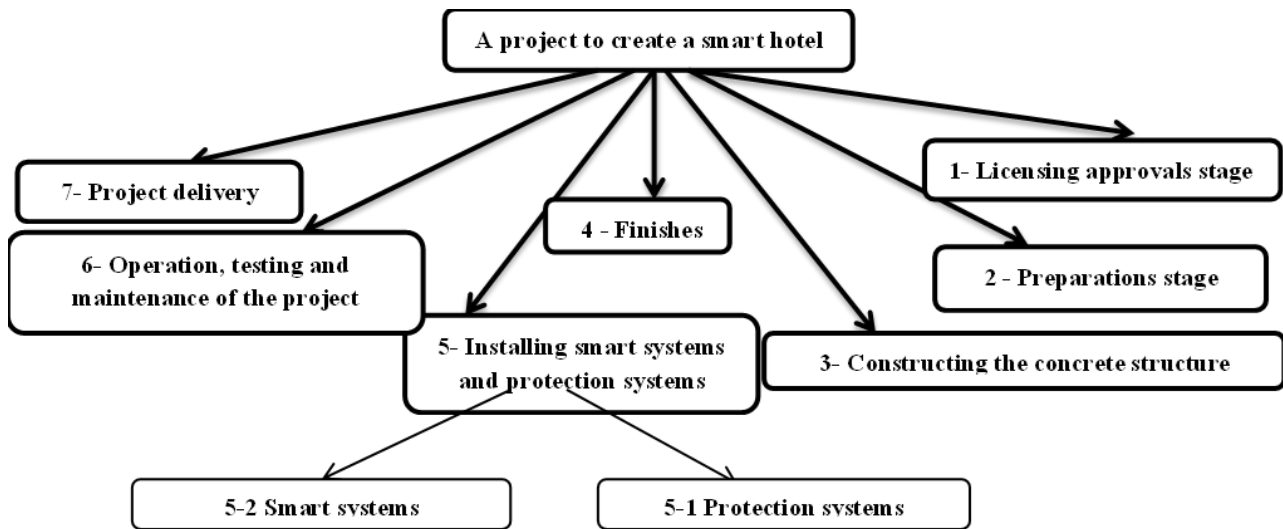 A project to create a smart hotel
1- Licensing approvals stage
7- Project delivery
4 - Finishes
2 - Preparations stage
6- Operation, testing and
maintenance of the project
5- Installing smart systems
and protection systems
3- Constructing the concrete structure
5-2 Smart systems
5-1 Protection systems